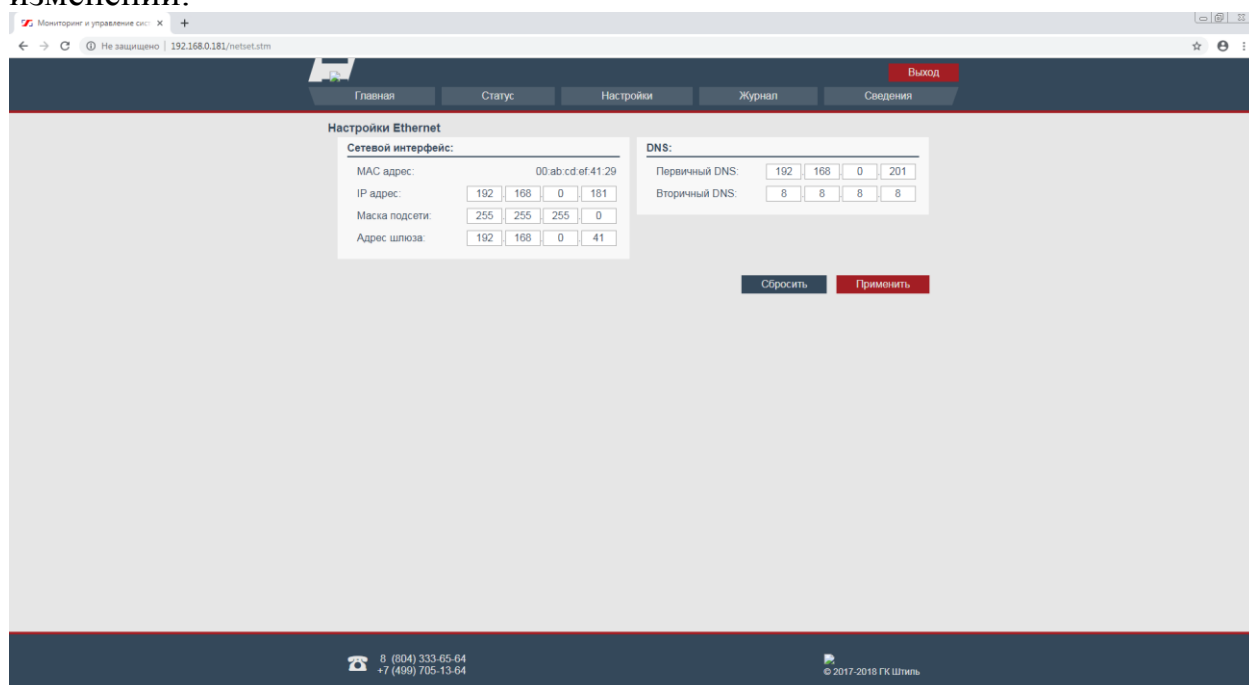 изменений.
Мониторинг и управление сис
Не защищено | 192.168.0.181/netset.stm
Выход
Главная Статус Настройки Журнал Сведения
Настройки Ethernet
Сетевой интерфейс:
MAC адрес: 00:ab:cd:ef:41:29
IP адрес: 192 . 168 . 0 . 181
Маска подсети: 255 . 255 . 255 . 0
Адрес шлюза: 192 . 168 . 0 . 41
DNS:
Первичный DNS: 192 . 168 . 0 . 201
Вторичный DNS: 8 . 8 . 8 . 8
Сбросить Применить
8 (804) 333-65-64
+7 (499) 705-13-64
© 2017-2018 ГК Штиль